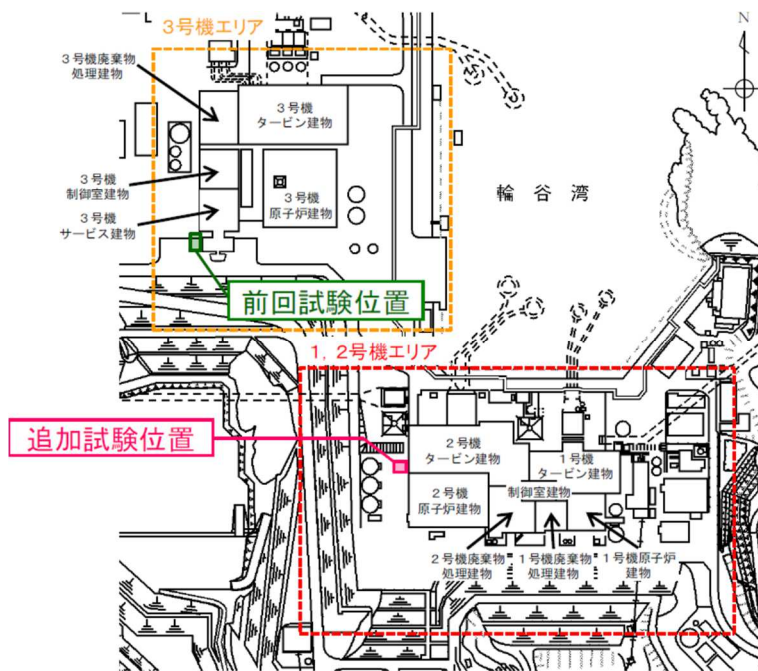 3号機エリア
N
3号機廃棄物
処理建物
3号機
タービン建物
3号機
制御室建物
3号機
原子炉建物
輪谷湾
3号機
サービス建物
前回試験位置
1,2号機エリア
追加試験位置
2号機
タービン建物
1号機
タービン建物
2号機
原子炉建物
制御室建物
2号機廃棄物
処理建物
1号機廃棄物
処理建物
1号機原子炉
建物